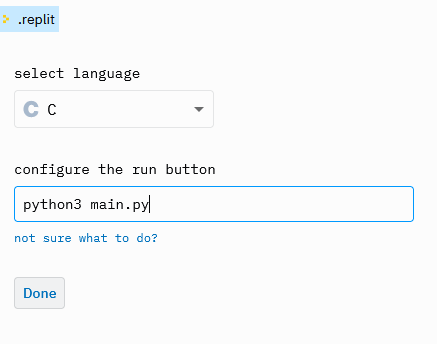 .replit
select language
C
configure the run button
python3 main.py
not sure what to do?
Done